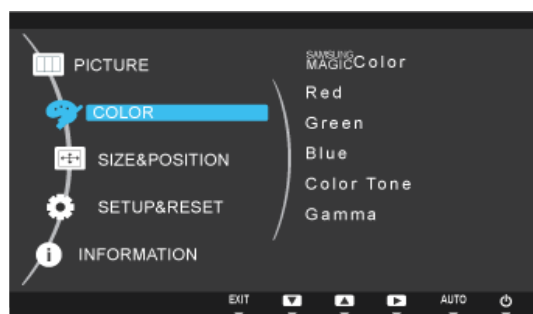 PICTURE
COLOR
SIZE&POSITION
SETUP&RESET
INFORMATION
SAMSUNG
MAGIC Color
Red
Green
Blue
Color Tone
Gamma
EXIT AUTO